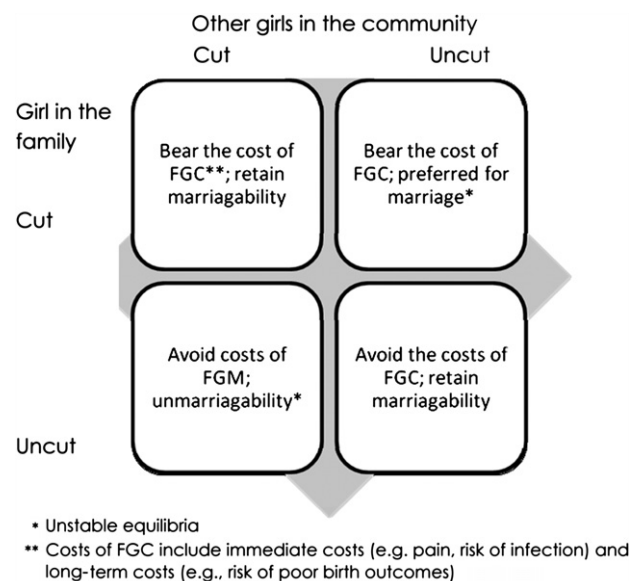 Other girls in the community
Cut
Uncut
Girl in the
family
Cut
Bear the cost of
FGC**; retain
marriagability
Bear the cost of
FGC; preferred for
marriage*
Uncut
Avoid costs of
FGM;
unmarriagability*
Avoid the costs of
FGC; retain
marriagability
* Unstable equilibria
** Costs of FGC include immediate costs (e.g. pain, risk of infection) and
long-term costs (e.g., risk of poor birth outcomes)